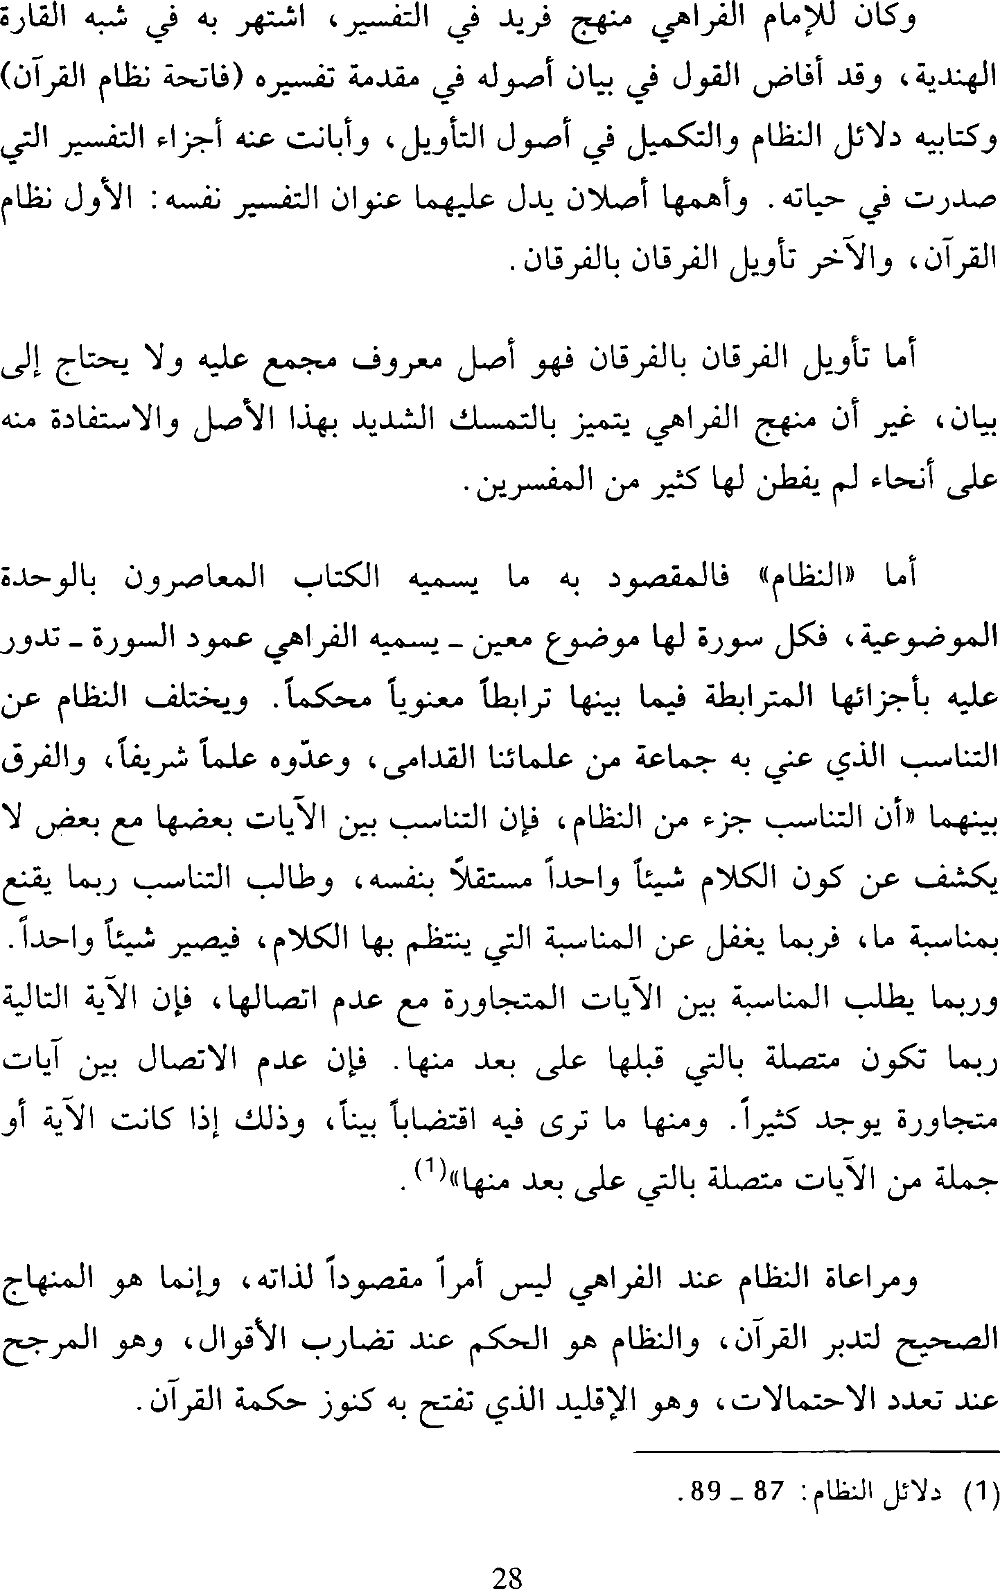 وكان للإمام الفراهي منهج فريد في التفسير، اشتهر به في شبه القارة
الهندية، وقد أفاض القول في بيان أصوله في مقدمة تفسيره (فاتحة نظام القرآن)
وكتابيه دلائل النظام والتكميل في أصول التأويل، وأبانت عنه أجزاء التفسير التي
صدرت في حياته. وأهمها أصلان يدل عليهما عنوان التفسير نفسه: الأول نظام
القرآن، والآخر تأويل الفرقان بالفرقان.
أما تأويل الفرقان بالفرقان فهو أصل معروف مجمع عليه ولا يحتاج إلى
بيان، غير أن منهج الفراهي يتميز بالتمسك الشديد بهذا الأصل والاستفادة منه
على أنحاء لم يفطن لها كثير من المفسرين.
أما «النظام» فالمقصود به ما يسميه الكتاب المعاصرون بالوحدة
الموضوعية، فكل سورة لها موضوع معين ـ يسميه الفراهي عمود السورة ـ تدور
عليه بأجزائها المترابطة فيما بينها ترابطاً معنوياً محكماً. ويختلف النظام عن
التناسب الذي عني به جماعة من علمائنا القدامى، وعدّوه علماً شريفاً، والفرق
بينهما «أن التناسب جزء من النظام، فإن التناسب بين الآيات بعضها مع بعض لا
يكشف عن كون الكلام شيئاً واحداً مستقلاً بنفسه، وطالب التناسب ربما يقنع
بمناسبة ما، فربما يغفل عن المناسبة التي ينتظم بها الكلام، فيصير شيئاً واحداً.
وربما يطلب المناسبة بين الآيات المتجاورة مع عدم اتصالها، فإن الآية التالية
ربما تكون متصلة بالتي قبلها على بعد منها. فإن عدم الاتصال بين آيات
متجاورة يوجد كثيراً. ومنها ما ترى فيه اقتضاباً بيناً، وذلك إذا كانت الآية أو
جملة من الآيات متصلة بالتي على بعد منها»(1).
ومراعاة النظام عند الفراهي ليس أمراً مقصوداً لذاته، وإنما هو المنهاج
الصحيح لتدبر القرآن، والنظام هو الحكم عند تضارب الأقوال، وهو المرجح
عند تعدد الاحتمالات، وهو الإقليد الذي تفتح به كنوز حكمة القرآن.
(1) دلائل النظام: 87 ـ 89.
28